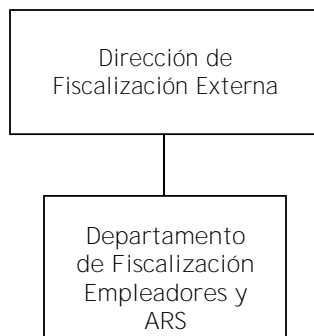 Dirección de
Fiscalización Externa
Departamento
de Fiscalización
Empleadores y
ARS